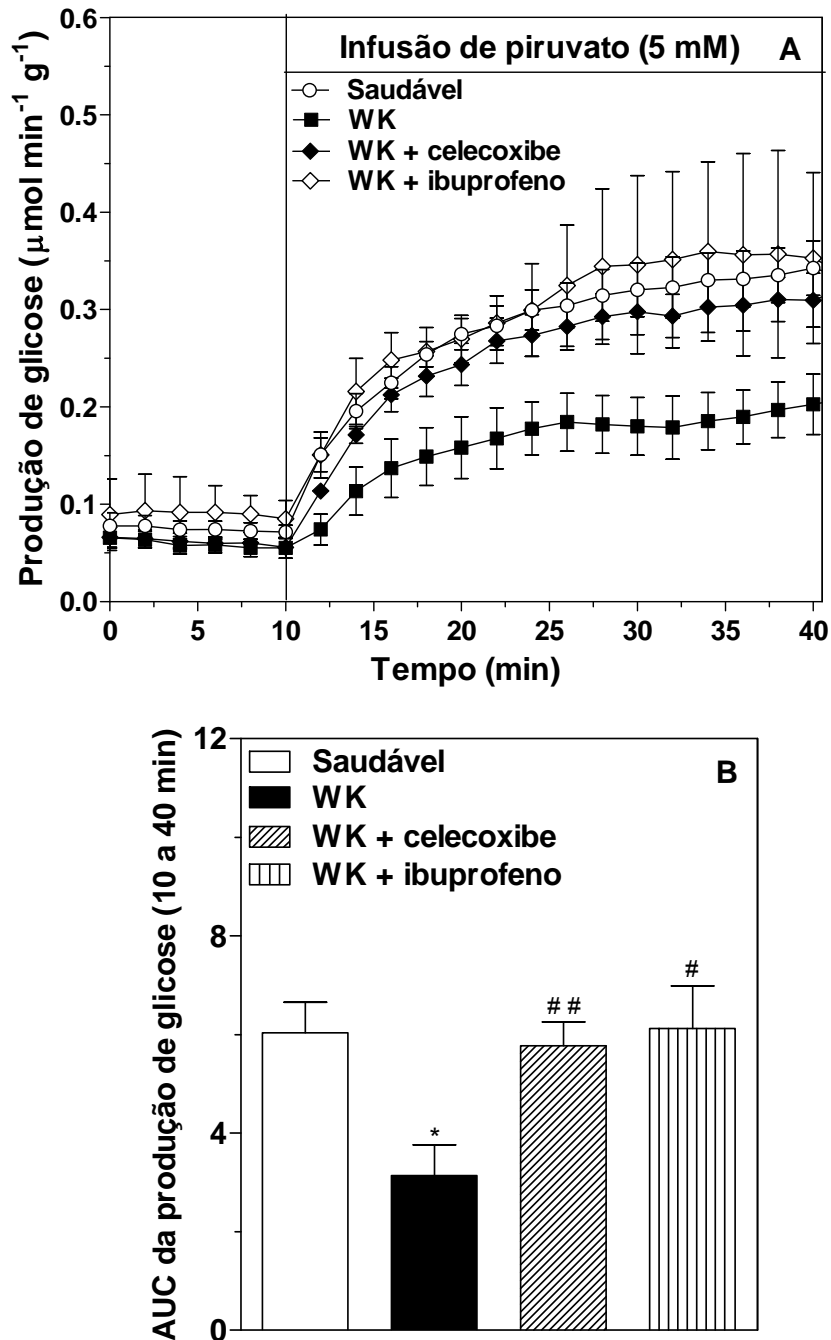 Infusão de piruvato (5 mM) A
Saudável
WK
WK + celecoxibe
WK + ibuprofeno
Produção de glicose (μmol min⁻¹ g⁻¹)
0.6
0.5
0.4
0.3
0.2
0.1
0.0
0 5 10 15 20 25 30 35 40
Tempo (min)
B
Saudável
WK
WK + celecoxibe
WK + ibuprofeno
AUC da produção de glicose (10 a 40 min)
12
8
4
0
*
# #
#